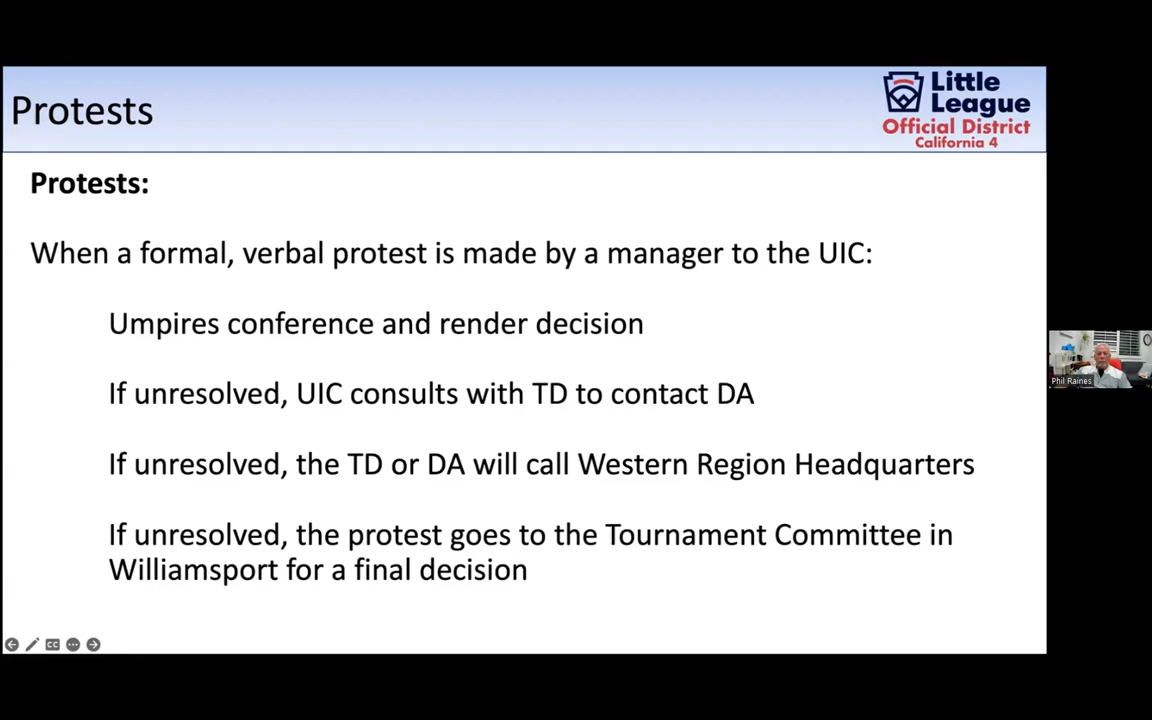 Protests
Little
League
Official District
California 4
Protests:
When a formal, verbal protest is made by a manager to the UIC:
Umpires conference and render decision
If unresolved, UIC consults with TD to contact DA
If unresolved, the TD or DA will call Western Region Headquarters
If unresolved, the protest goes to the Tournament Committee in
Williamsport for a final decision
Phil Raines
CC